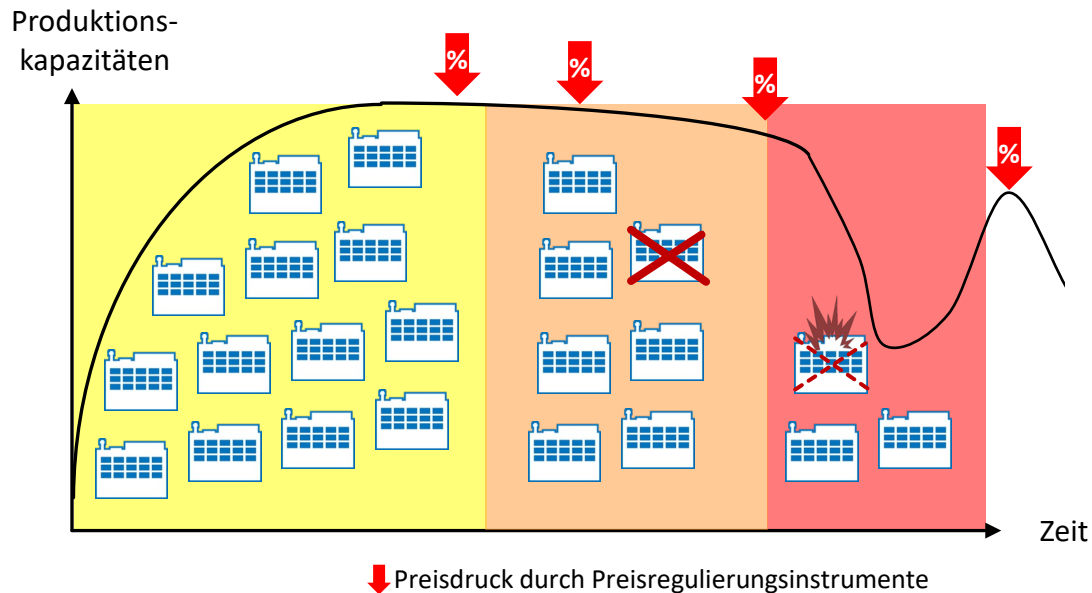 Produktions-
kapazitäten
%
%
%
%
Zeit
Preisdruck durch Preisregulierungsinstrumente